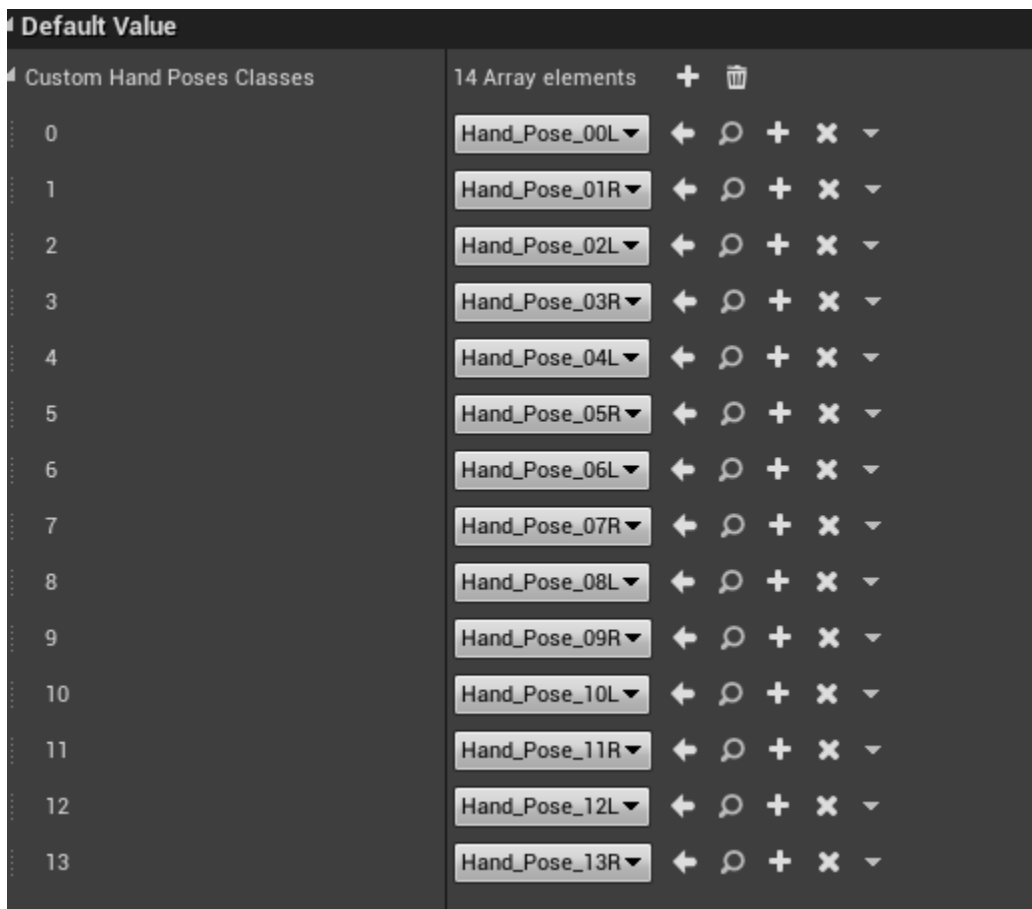 Default Value
Custom Hand Poses Classes 14 Array elements
0 Hand_Pose_00L
1 Hand_Pose_01R
2 Hand_Pose_02L
3 Hand_Pose_03R
4 Hand_Pose_04L
5 Hand_Pose_05R
6 Hand_Pose_06L
7 Hand_Pose_07R
8 Hand_Pose_08L
9 Hand_Pose_09R
10 Hand_Pose_10L
11 Hand_Pose_11R
12 Hand_Pose_12L
13 Hand_Pose_13R